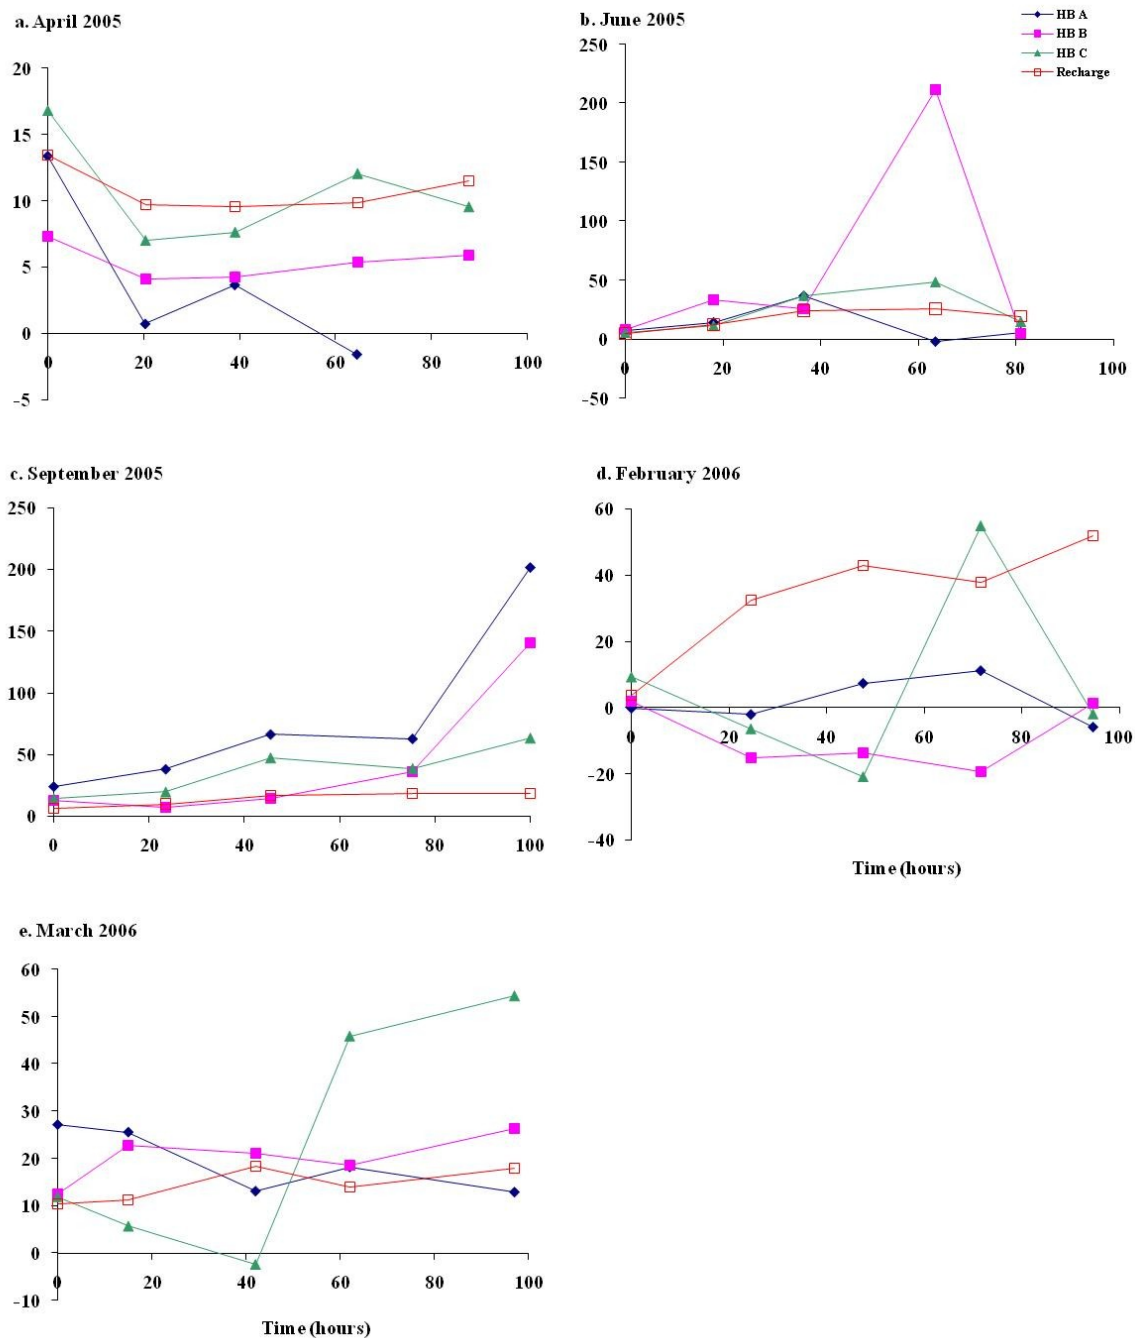 a. April 2005
20
15
10
5
0
-5
0 20 40 60 80 100
b. June 2005
HB A
HB B
HB C
Recharge
250
200
150
100
50
0
-50
0 20 40 60 80 100
c. September 2005
250
200
150
100
50
0
0 20 40 60 80 100
d. February 2006
60
40
20
0
-20
-40
0 20 40 60 80 100
Time (hours)
e. March 2006
60
50
40
30
20
10
0
-10
0 20 40 60 80 100
Time (hours)